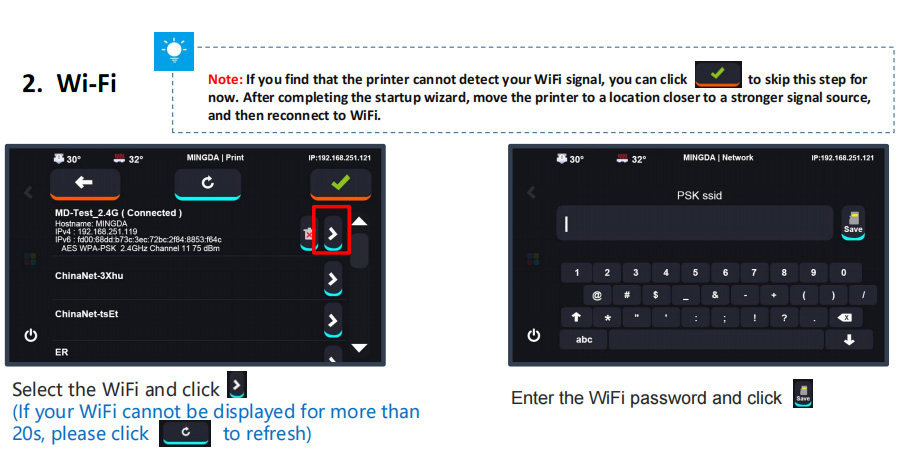 2. Wi-Fi
Note: If you find that the printer cannot detect your WiFi signal, you can click to skip this step for
now. After completing the startup wizard, move the printer to a location closer to a stronger signal source,
and then reconnect to WiFi.
30° 32° MINGDA | Print IP:192.168.251.121
MD-Test_2.4G ( Connected )
Hostname: MINGDA
IPv4 : 192.168.251.119
IPv6 : fd00:68dd:b73c:3ec:72bc:2f84:8853:f64c
AES WPA-PSK 2.4GHz Channel 11 75 dBm
ChinaNet-3Xhu
ChinaNet-tsEt
ER
Select the WiFi and click
(If your WiFi cannot be displayed for more than
20s, please click to refresh)
30° 32° MINGDA | Network IP:192.168.251.121
PSK ssid
Save
1 2 3 4 5 6 7 8 9 0
@ # $ _ & - + ( ) /
* " ' : ; ! ? .
abc
Enter the WiFi password and click Save